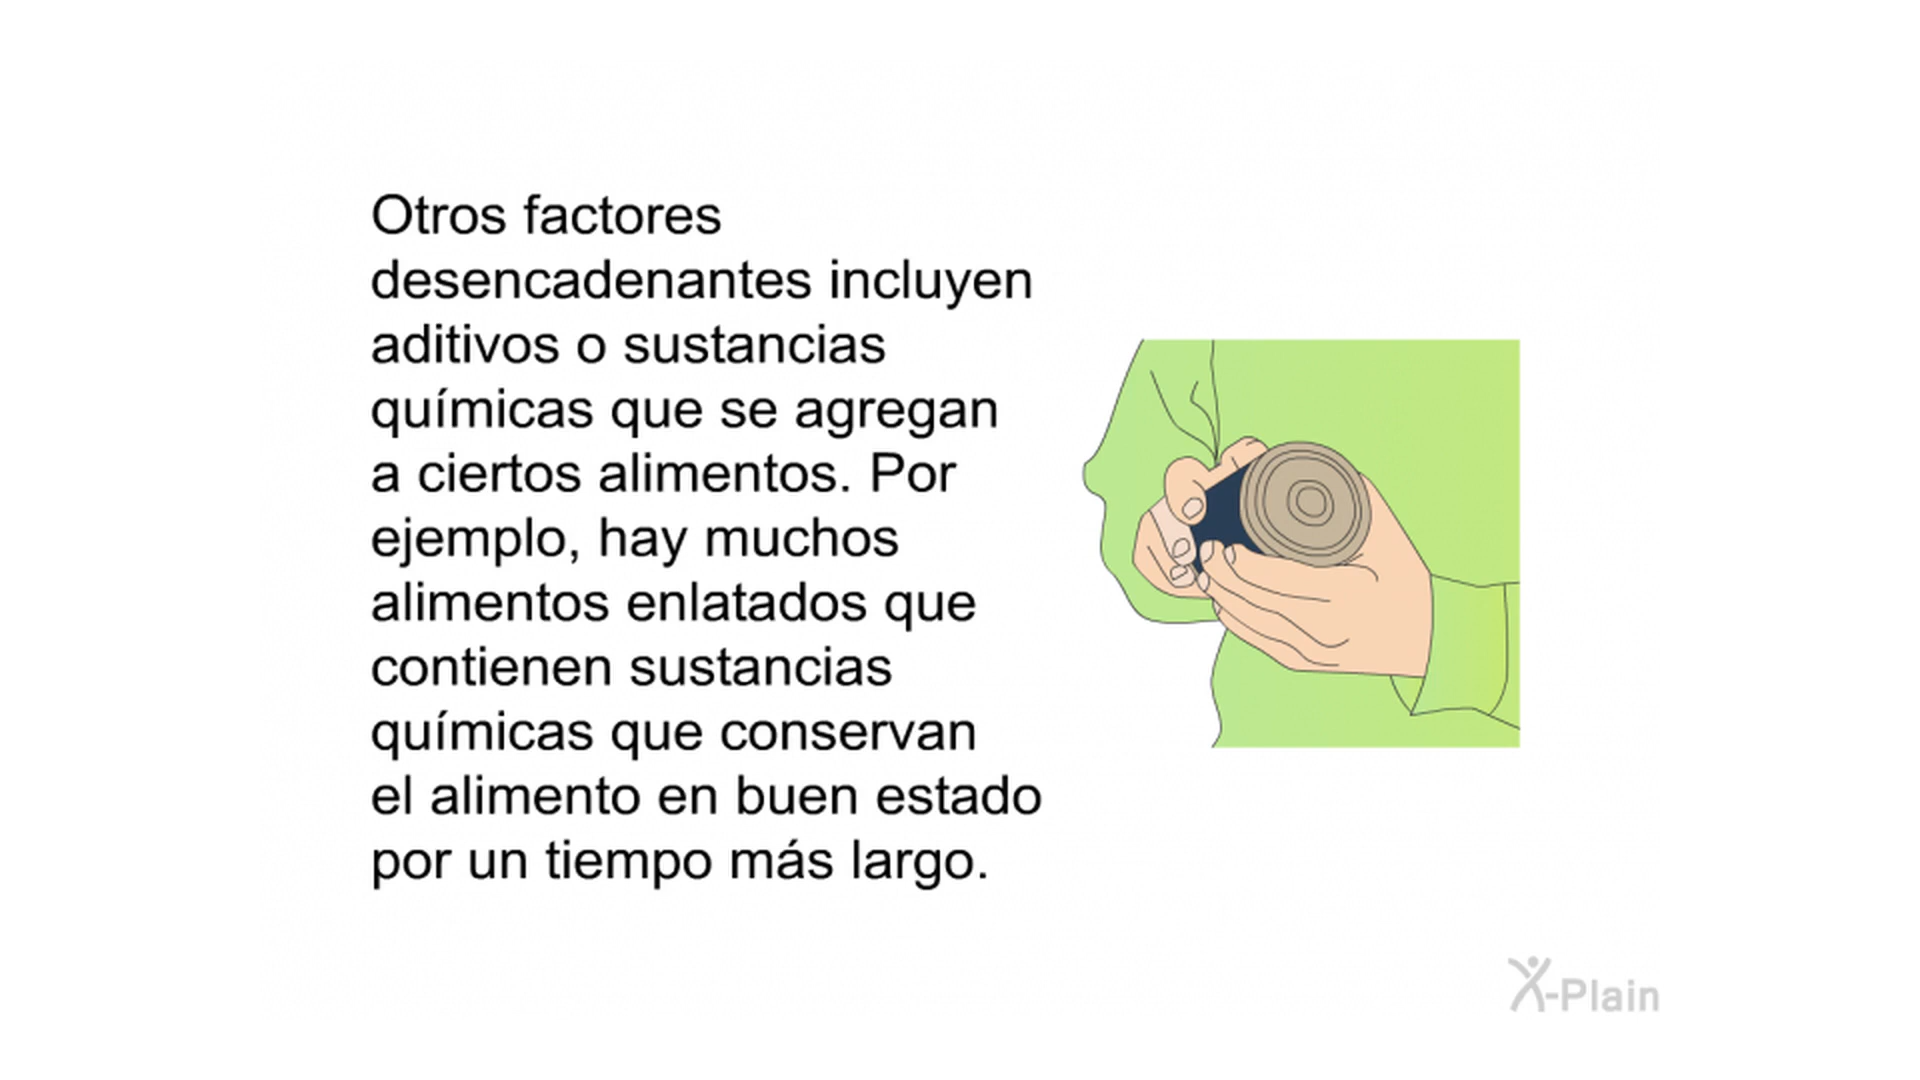 Otros factores
desencadenantes incluyen
aditivos o sustancias
químicas que se agregan
a ciertos alimentos. Por
ejemplo, hay muchos
alimentos enlatados que
contienen sustancias
químicas que conservan
el alimento en buen estado
por un tiempo más largo.
X-Plain